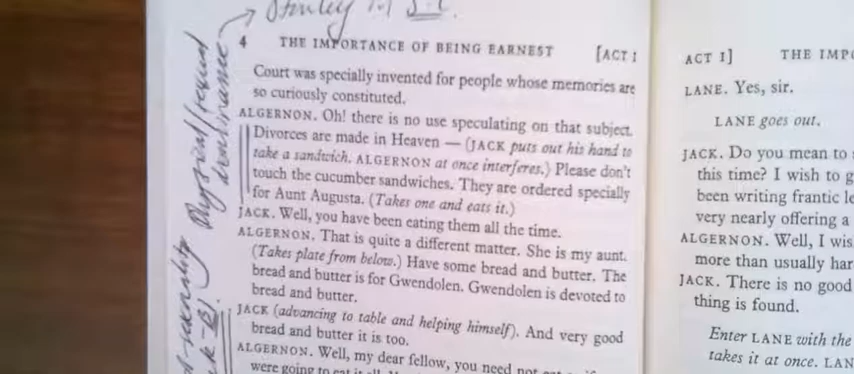 Stanley
Physical/sexual
dominance
4 THE IMPORTANCE OF BEING EARNEST [ACT I
Court was specially invented for people whose memories are
so curiously constituted.
ALGERNON. Oh! there is no use speculating on that subject.
Divorces are made in Heaven — (JACK puts out his hand to
take a sandwich. ALGERNON at once interferes.) Please don't
touch the cucumber sandwiches. They are ordered specially
for Aunt Augusta. (Takes one and eats it.)
JACK. Well, you have been eating them all the time.
ALGERNON. That is quite a different matter. She is my aunt.
(Takes plate from below.) Have some bread and butter. The
bread and butter is for Gwendolen. Gwendolen is devoted to
bread and butter.
JACK (advancing to table and helping himself). And very good
bread and butter it is too.
ALGERNON. Well, my dear fellow, you need not
were going to eat it all.
ACT I] THE IMPO
LANE. Yes, sir.
LANE goes out.
JACK. Do you mean to
this time? I wish to g
been writing frantic le
very nearly offering a
ALGERNON. Well, I wis
more than usually har
JACK. There is no good
thing is found.
Enter LANE with the
takes it at once. LAN